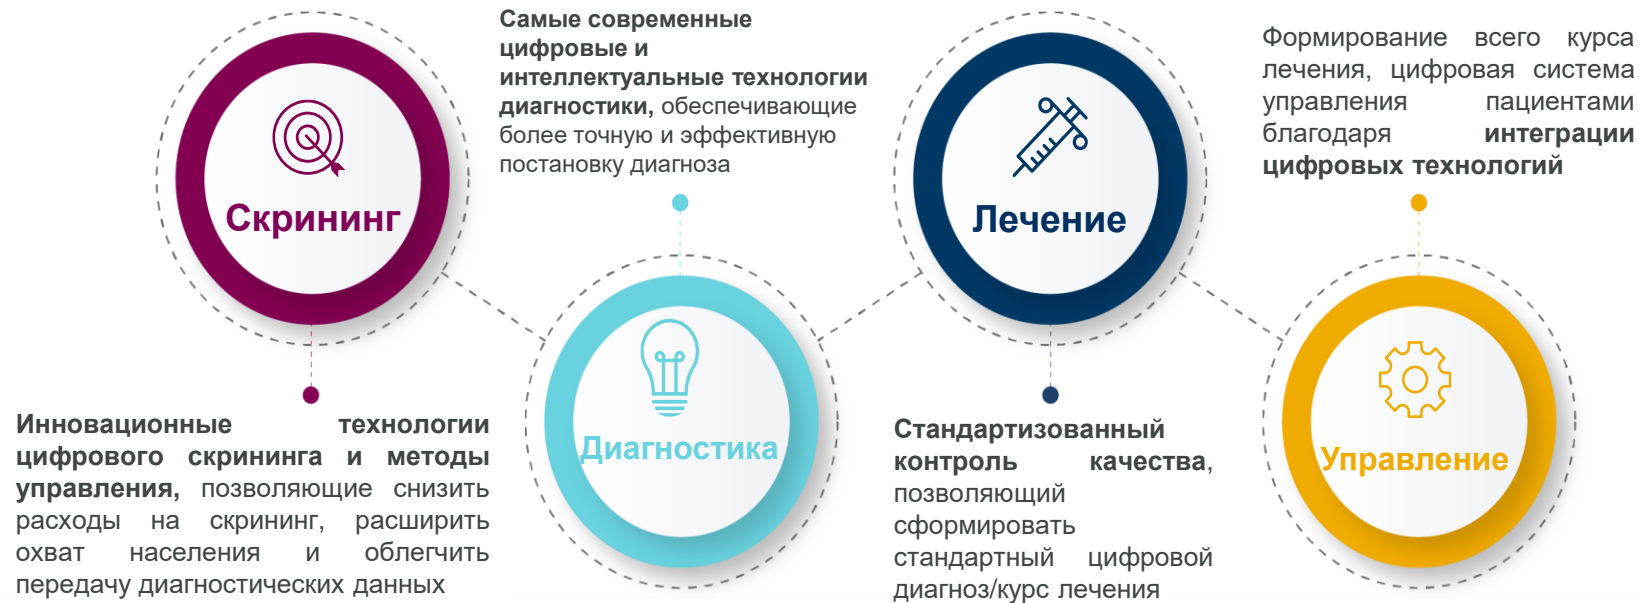 Скрининг
Инновационные технологии
цифрового скрининга и методы
управления, позволяющие снизить
расходы на скрининг, расширить
охват населения и облегчить
передачу диагностических данных
Самые современные
цифровые и
интеллектуальные технологии
диагностики, обеспечивающие
более точную и эффективную
постановку диагноза
Диагностика
Лечение
Стандартизованный
контроль качества,
позволяющий
сформировать
стандартный цифровой
диагноз/курс лечения
Формирование всего курса
лечения, цифровая система
управления пациентами
благодаря интеграции
цифровых технологий
Управление